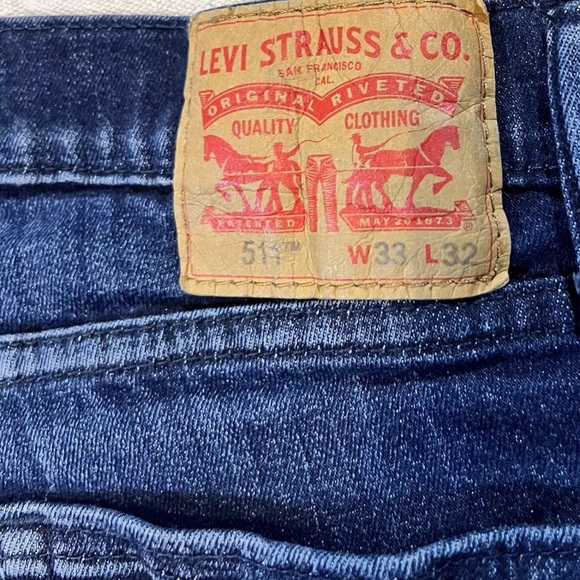 LEVI STRAUSS & CO.
SAN FRANCISCO
CAL.
ORIGINAL RIVETED
QUALITY CLOTHING
PATENTED MAY 20 1873
511™ W33 L32